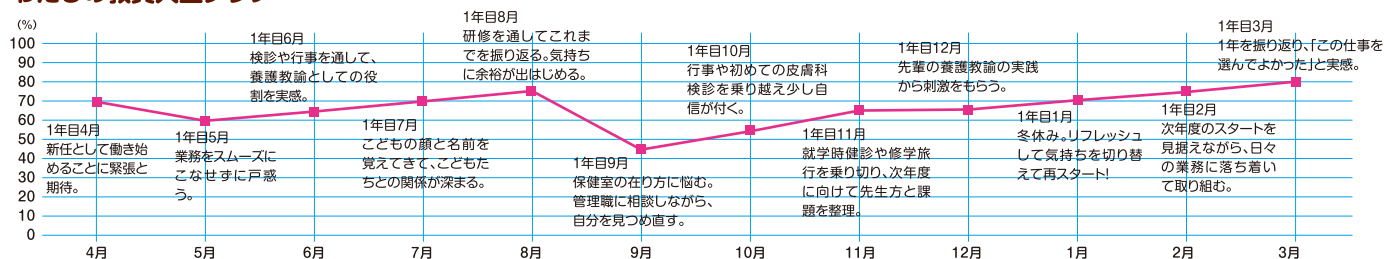 (%)
100
90
80
70
60
50
40
30
20
10
0
1年目4月
新任として働き始
めることに緊張と
期待。
1年目5月
業務をスムーズに
こなせずに戸惑
う。
1年目6月
検診や行事を通して、
養護教諭としての役
割を実感。
1年目7月
こどもの顔と名前を
覚えてきて、こどもた
ちとの関係が深まる。
1年目8月
研修を通してこれま
でを振り返る。気持ち
に余裕が出はじめる。
1年目9月
保健室の在り方に悩む。
管理職に相談しながら、
自分を見つめ直す。
1年目10月
行事や初めての皮膚科
検診を乗り越え少し自
信が付く。
1年目11月
就学時健診や修学旅
行を乗り切り、次年度
に向けて先生方と課
題を整理。
1年目12月
先輩の養護教諭の実践
から刺激をもらう。
1年目1月
冬休み。リフレッシュ
して気持ちを切り替
えて再スタート!
1年目2月
次年度のスタートを
見据えながら、日々
の業務に落ち着い
て取り組む。
1年目3月
1年を振り返り、「この仕事を
選んでよかった」と実感。
4月
5月
6月
7月
8月
9月
10月
11月
12月
1月
2月
3月